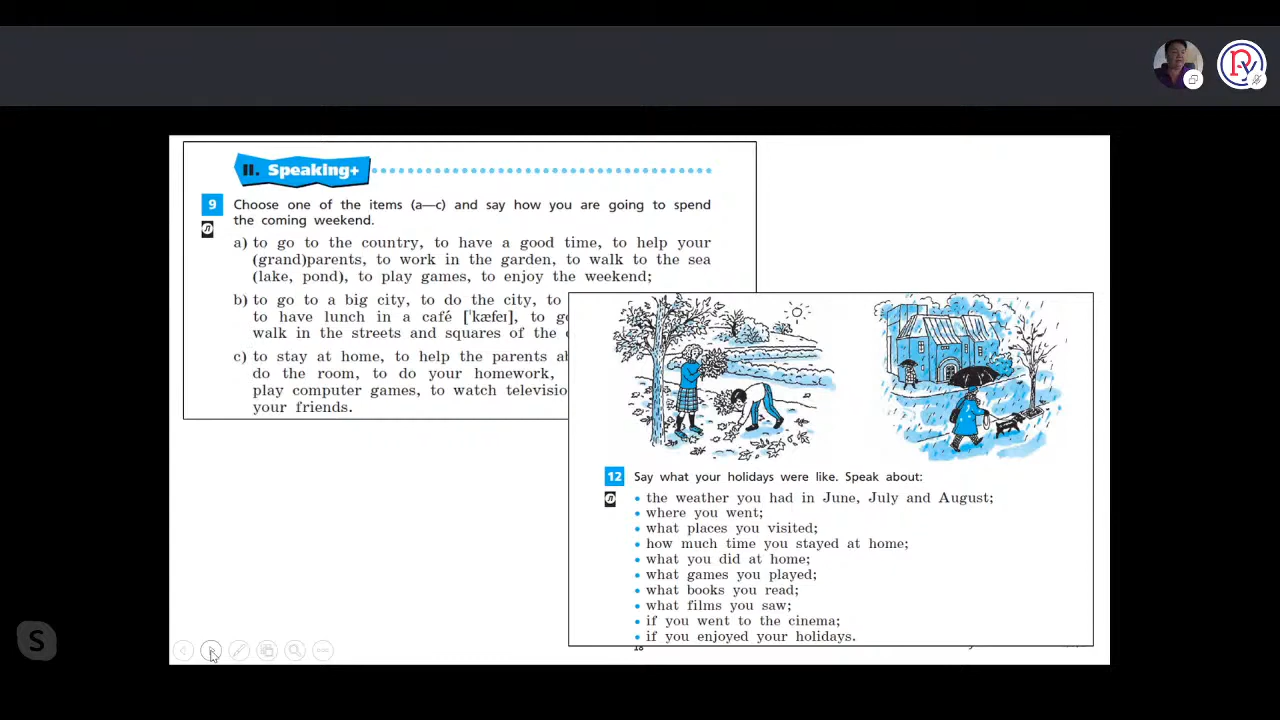 II. Speaking+
9 Choose one of the items (a—c) and say how you are going to spend
the coming weekend.
a) to go to the country, to have a good time, to help your
(grand)parents, to work in the garden, to walk to the sea
(lake, pond), to play games, to enjoy the weekend;
b) to go to a big city, to do the city, to
to have lunch in a café [ˈkæfeɪ], to
walk in the streets and squares of the
c) to stay at home, to help the parents
do the room, to do your homework,
play computer games, to watch
your friends.
12 Say what your holidays were like. Speak about:
• the weather you had in June, July and August;
• where you went;
• what places you visited;
• how much time you stayed at home;
• what you did at home;
• what games you played;
• what books you read;
• what films you saw;
• if you went to the cinema;
• if you enjoyed your holidays.
18
S